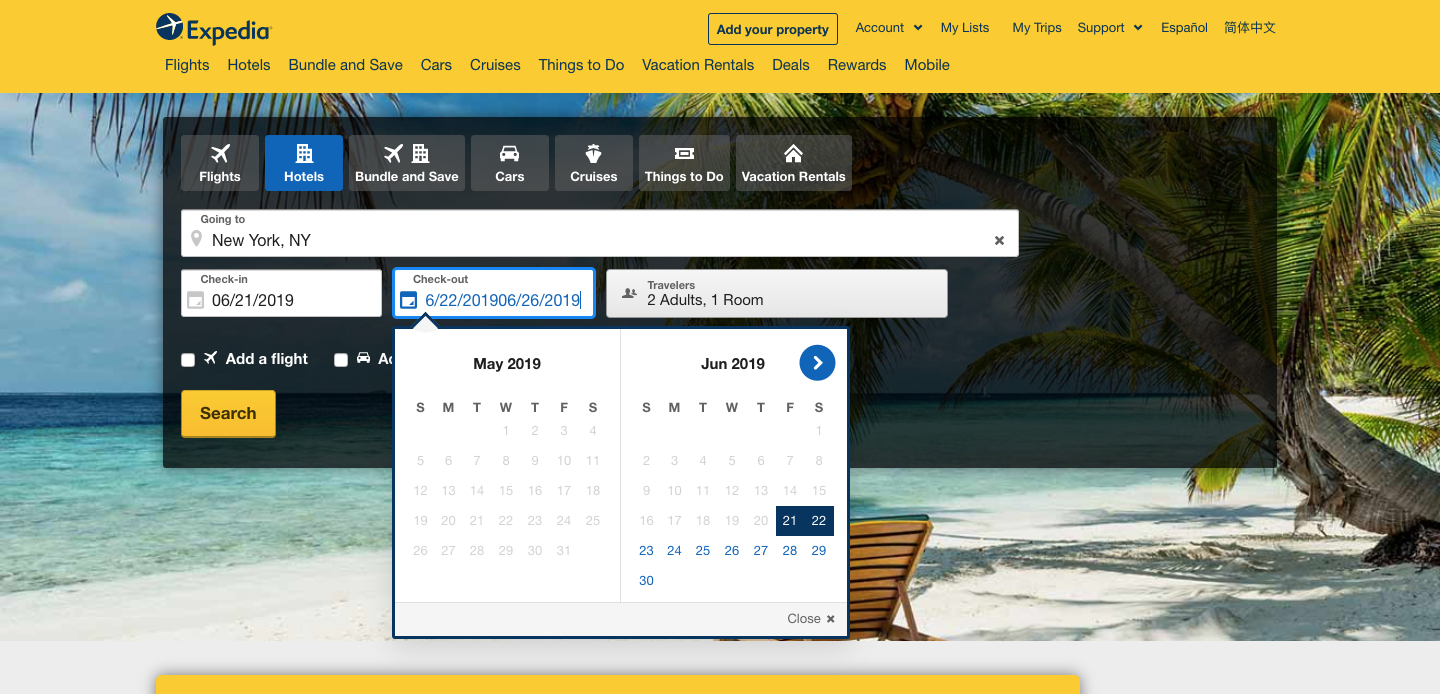 Expedia
Add your property
Account
My Lists
My Trips
Support
Español
简体中文
Flights Hotels Bundle and Save Cars Cruises Things to Do Vacation Rentals Deals Rewards Mobile
Flights
Hotels
Bundle and Save
Cars
Cruises
Things to Do
Vacation Rentals
Going to
New York, NY
Check-in
06/21/2019
Check-out
6/22/201906/26/2019
Travelers
2 Adults, 1 Room
Add a flight
Search
May 2019
S M T W T F S
1 2 3 4
5 6 7 8 9 10 11
12 13 14 15 16 17 18
19 20 21 22 23 24 25
26 27 28 29 30 31
Jun 2019
S M T W T F S
1
2 3 4 5 6 7 8
9 10 11 12 13 14 15
16 17 18 19 20 21 22
23 24 25 26 27 28 29
30
Close